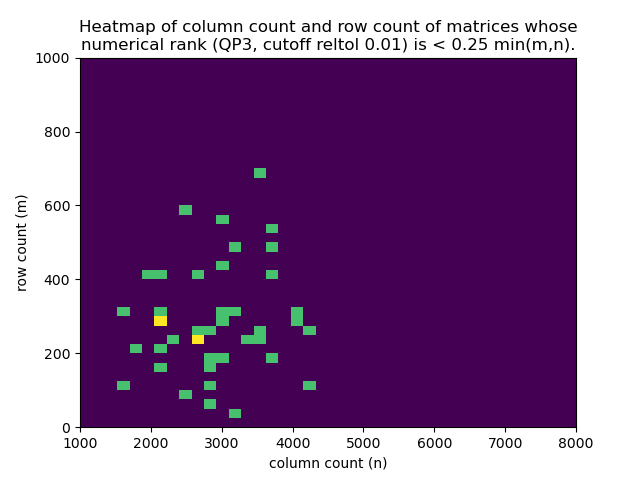 Heatmap of column count and row count of matrices whose
numerical rank (QP3, cutoff reltol 0.01) is < 0.25 min(m,n).
1000
800
600
400
200
0
row count (m)
1000 2000 3000 4000 5000 6000 7000 8000
column count (n)